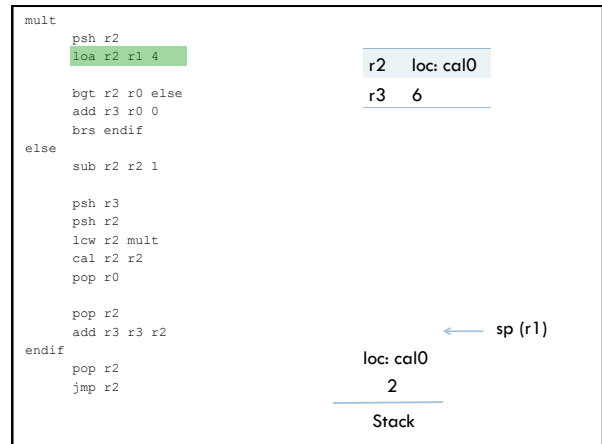 mult
psh r2
loa r2 r1 4
bgt r2 r0 else
add r3 r0 0
brs endif
else
sub r2 r2 1
psh r3
psh r2
lcw r2 mult
cal r2 r2
pop r0
pop r2
add r3 r3 r2
endif
pop r2
jmp r2
r2 loc: cal0
r3 6
sp (r1)
loc: cal0
2
Stack